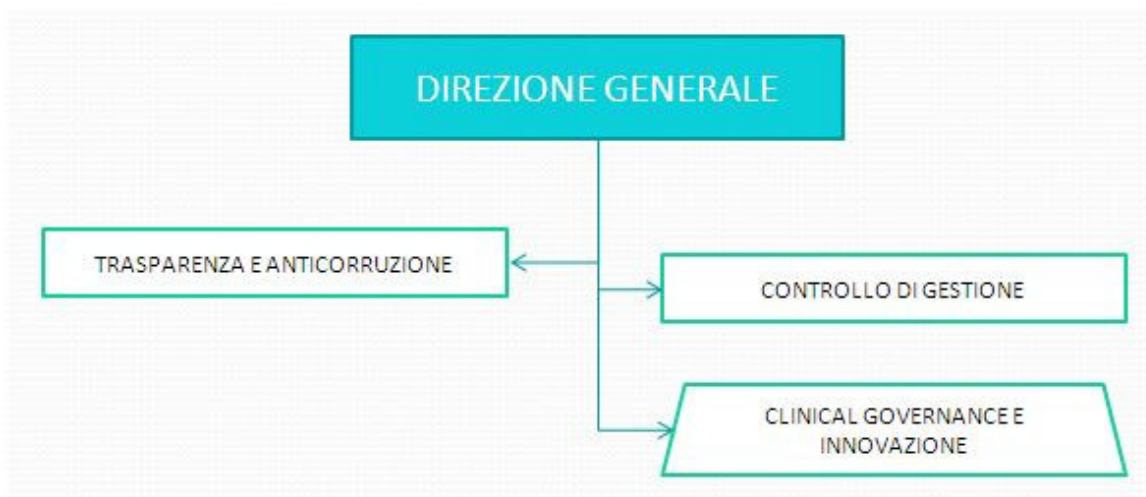 DIREZIONE GENERALE
TRASPARENZA E ANTICORRUZIONE
CONTROLLO DI GESTIONE
CLINICAL GOVERNANCE E
INNOVAZIONE